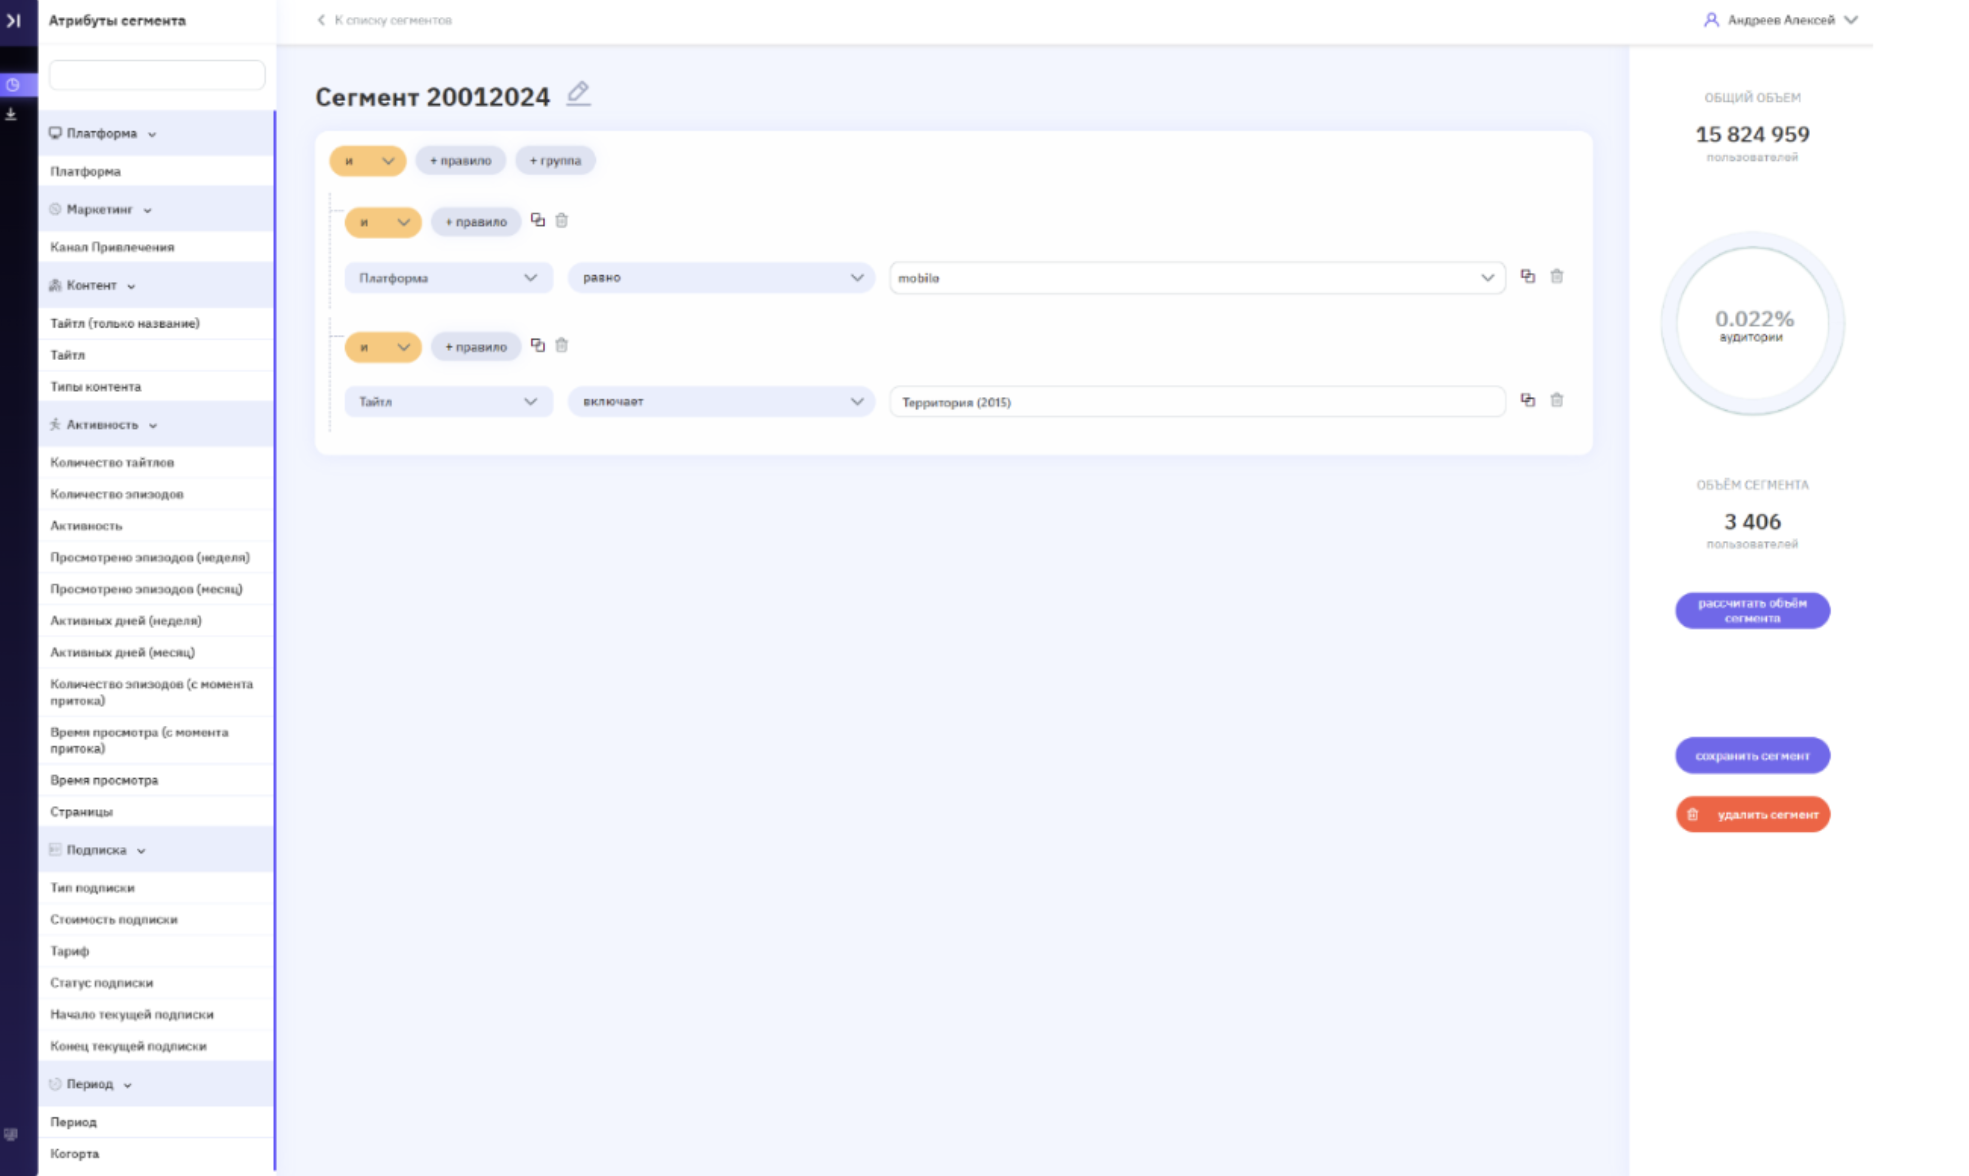 Атрибуты сегмента
К списку сегментов
Андреев Алексей
Сегмент 20012024
и
+ правило
+ группа
и
+ правило
Платформа
равно
mobile
и
+ правило
Тайтл
включает
Территория (2015)
Платформа
Платформа
Маркетинг
Канал Привлечения
Контент
Тайтл (только название)
Тайтл
Типы контента
Активность
Количество тайтлов
Количество эпизодов
Активность
Просмотрено эпизодов (неделя)
Просмотрено эпизодов (месяц)
Активных дней (неделя)
Активных дней (месяц)
Количество эпизодов (с момента
притока)
Время просмотра (с момента
притока)
Время просмотра
Страницы
Подписка
Тип подписки
Стоимость подписки
Тариф
Статус подписки
Начало текущей подписки
Конец текущей подписки
Период
Период
Когорта
ОБЩИЙ ОБЪЕМ
15 824 959
пользователей
0.022%
аудитории
ОБЪЁМ СЕГМЕНТА
3 406
пользователей
рассчитать объём
сегмента
сохранить сегмент
удалить сегмент